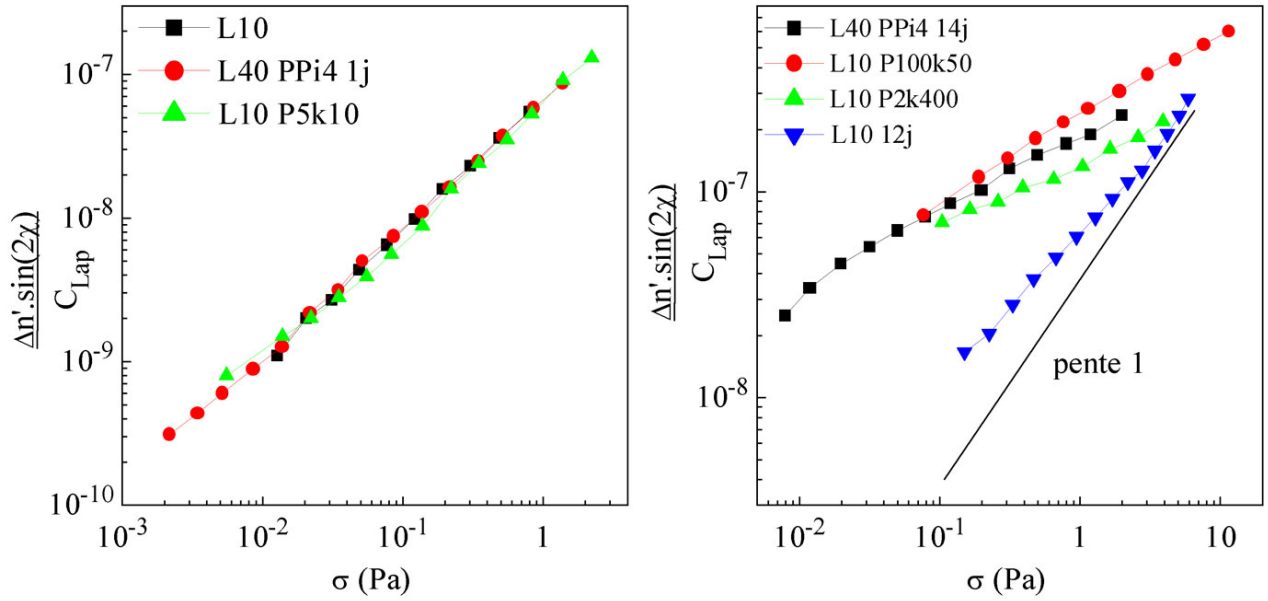 L10
L40 PPi4 1j
L10 P5k10
10^-7
10^-8
10^-9
10^-10
10^-3
10^-2
10^-1
1
Δn'.sin(2χ)
C_Lap
σ (Pa)
L40 PPi4 14j
L10 P100k50
L10 P2k400
L10 12j
10^-7
10^-8
pente 1
10^-2
10^-1
1
10
Δn'.sin(2χ)
C_Lap
σ (Pa)